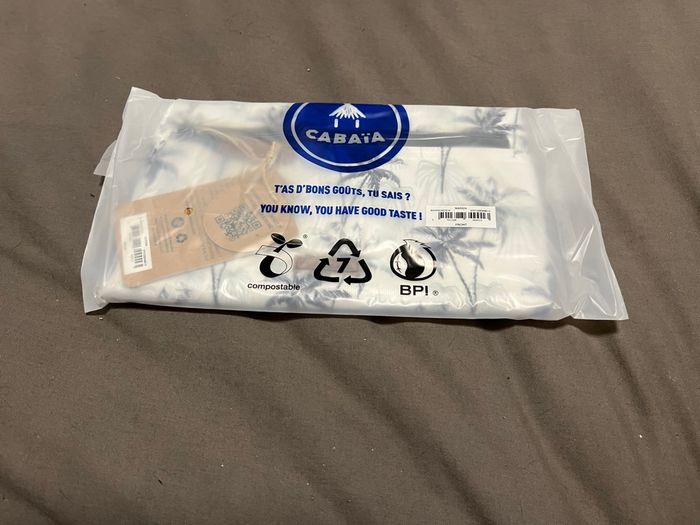 CABAÏA
T'AS D'BONS GOÛTS, TU SAIS ?
YOU KNOW, YOU HAVE GOOD TASTE !
compostable
7
BPI ®